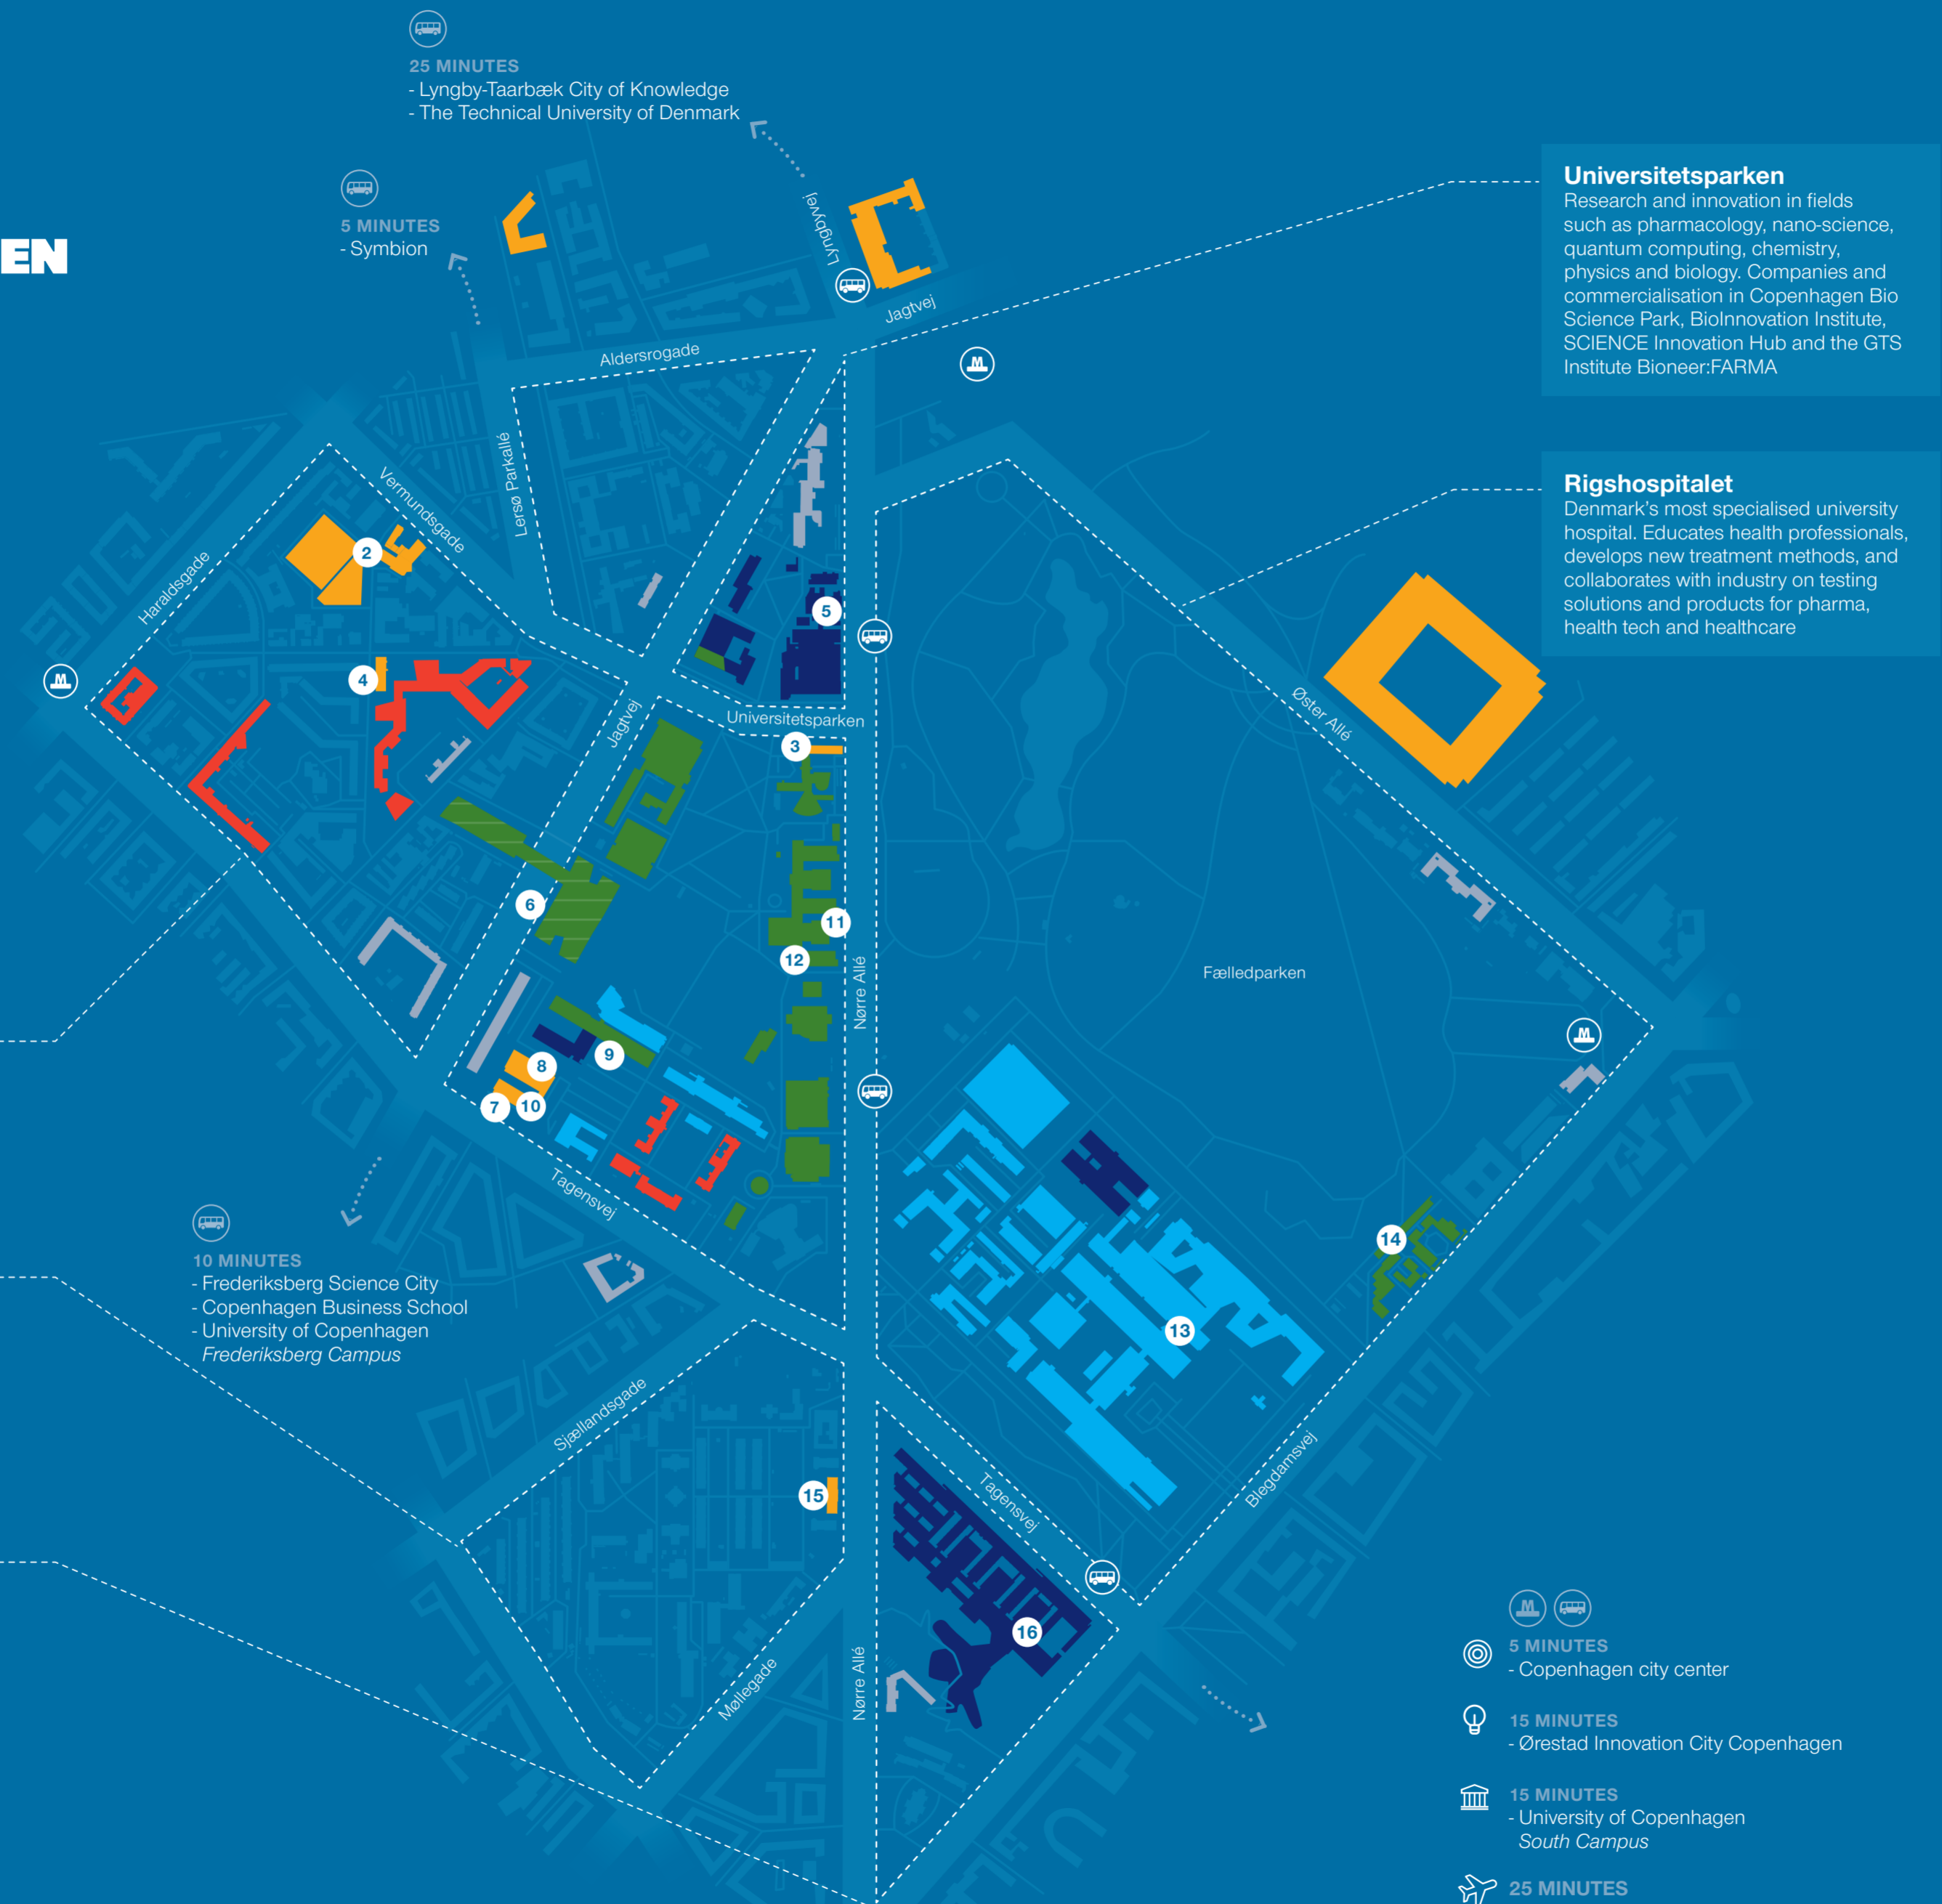 25 MINUTES
- Lyngby-Taarbæk City of Knowledge
- The Technical University of Denmark
5 MINUTES
- Symbion
EN
Lyngbyvej
Jagtvej
Aldersrogade
Universitetsparken
Research and innovation in fields
such as pharmacology, nano-science,
quantum computing, chemistry,
physics and biology. Companies and
commercialisation in Copenhagen Bio
Science Park, BioInnovation Institute,
SCIENCE Innovation Hub and the GTS
Institute Bioneer:FARMA
M
Lersø Parkallé
Vermundsgade
Haraldsgade
Rigshospitalet
Denmark's most specialised university
hospital. Educates health professionals,
develops new treatment methods, and
collaborates with industry on testing
solutions and products for pharma,
health tech and healthcare
2
5
M
4
Jagtvej
Universitetsparken
Øster Allé
3
6
11
12
Nørre Allé
Fælledparken
M
9
8
7
10
Tagensvej
10 MINUTES
- Frederiksberg Science City
- Copenhagen Business School
- University of Copenhagen
Frederiksberg Campus
14
13
Sjællandsgade
15
Tagensvej
Blegdamsvej
16
Møllegade
Nørre Allé
M
5 MINUTES
- Copenhagen city center
15 MINUTES
- Ørestad Innovation City Copenhagen
15 MINUTES
- University of Copenhagen
South Campus
25 MINUTES